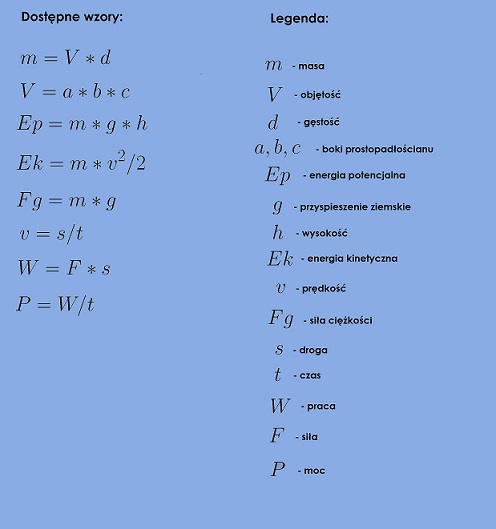 Dostępne wzory:
m = V * d
V = a * b * c
Ep = m * g * h
Ek = m * v²/2
Fg = m * g
v = s/t
W = F * s
P = W/t
Legenda:
m - masa
V - objętość
d - gęstość
a, b, c - boki prostopadłościanu
Ep - energia potencjalna
g - przyspieszenie ziemskie
h - wysokość
Ek - energia kinetyczna
v - prędkość
Fg - siła ciężkości
s - droga
t - czas
W - praca
F - siła
P - moc